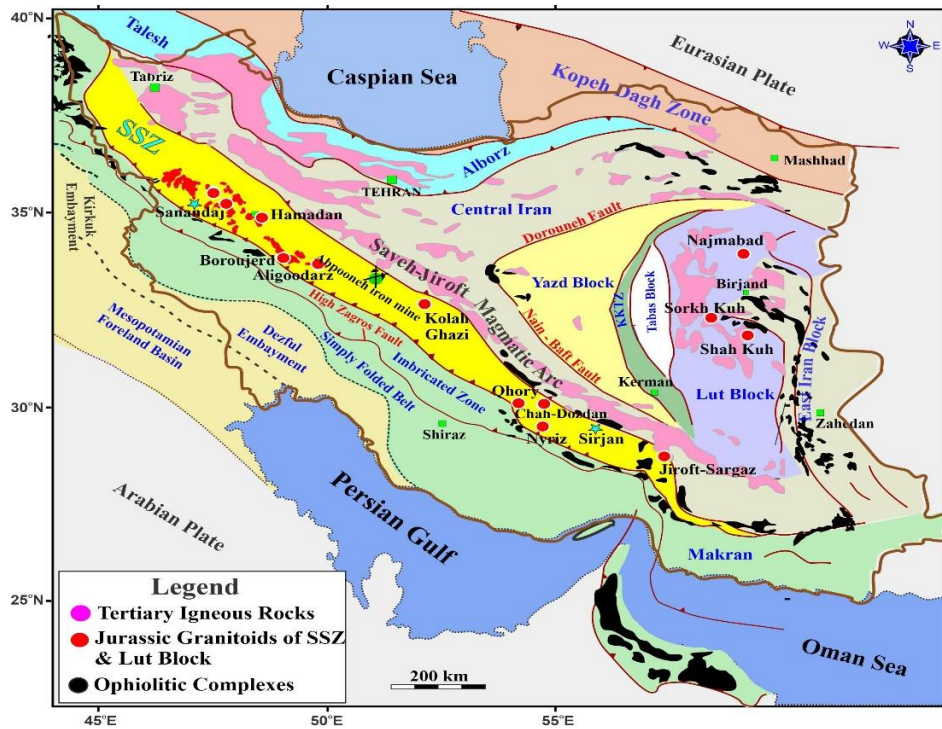 40°N
35°N
30°N
25°N
45°E
50°E
55°E
N
W
E
S
Talesh
Tabriz
Caspian Sea
Eurasian Plate
Kopeh Dagh Zone
Mashhad
SSZ
Alborz
TEHRAN
Central Iran
Dorouneh Fault
Kirkuk
Embayment
Sanandaj
Hamadan
Boroujerd
Aligoodarz
Abpooneh iron mine
Saveh-Jiroft Magmatic Arc
Kolah
Ghazi
Yazd Block
KKTZ
Tabas Block
Najmabad
Birjand
Sorkh Kuh
Shah Kuh
Lut Block
East Iran Block
Zahedan
Nain-Baft Fault
Kerman
Mesopotamian
Foreland Basin
Dezful
Embayment
High Zagros Fault
Imbricated Zone
Simply Folded Belt
Shiraz
Ohory
Chah-Dozdan
Nyriz
Sirjan
Jiroft-Sargaz
Arabian Plate
Persian Gulf
Makran
Oman Sea
Legend
Tertiary Igneous Rocks
Jurassic Granitoids of SSZ
& Lut Block
Ophiolitic Complexes
200 km